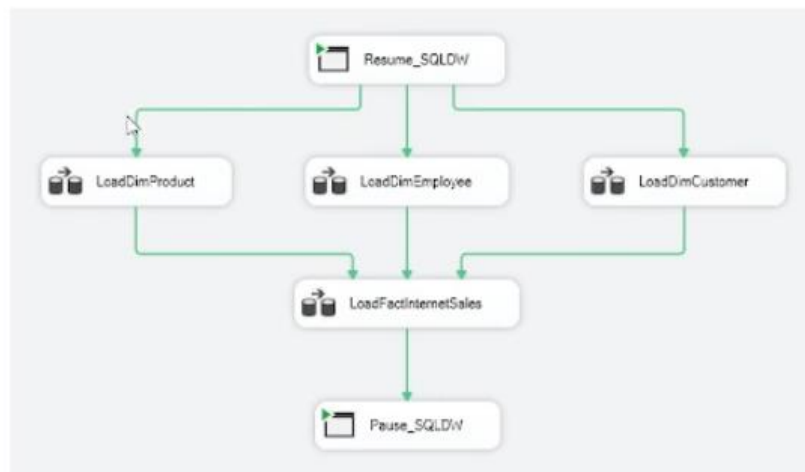 Resume_SQLDW
LoadDimProduct
LoadDimEmployee
LoadDimCustomer
LoadFactInternetSales
Pause_SQLDW